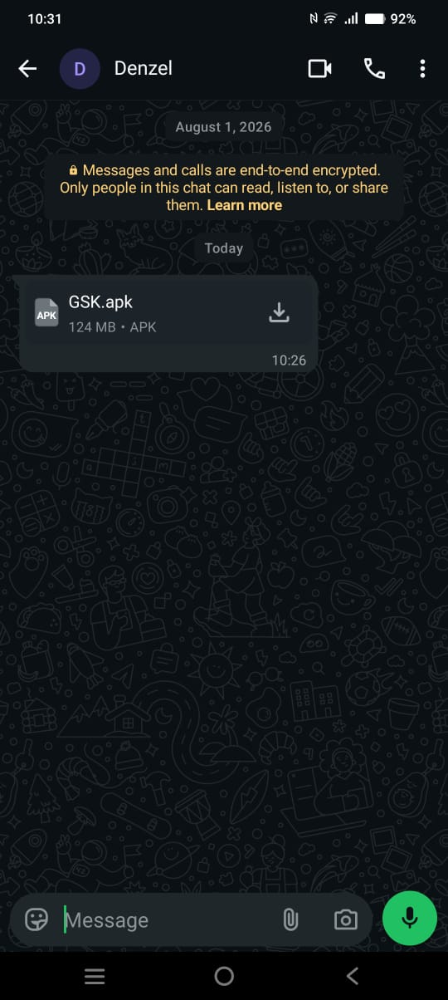 10:31
92%
D
Denzel
August 1, 2026
Messages and calls are end-to-end encrypted.
Only people in this chat can read, listen to, or share
them. Learn more
Today
APK
GSK.apk
124 MB • APK
10:26
Message